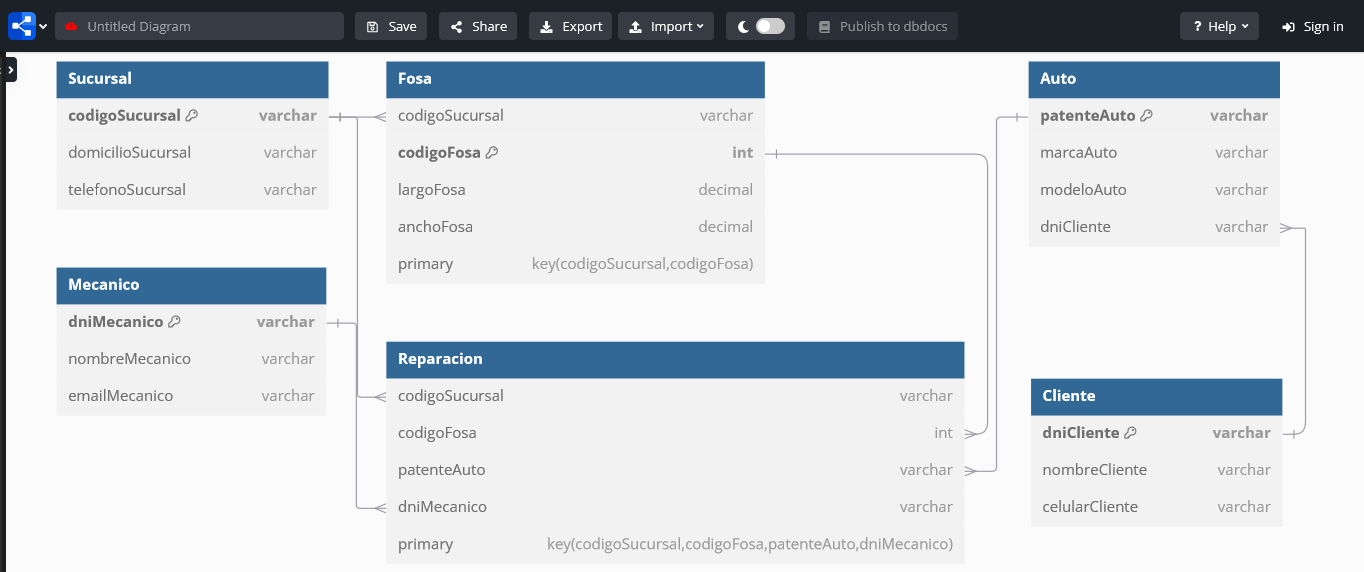 Untitled Diagram
Save
Share
Export
Import
Publish to dbdocs
? Help
Sign in
Sucursal
codigoSucursal varchar
domicilioSucursal varchar
telefonoSucursal varchar
Fosa
codigoSucursal varchar
codigoFosa int
largoFosa decimal
anchoFosa decimal
primary key(codigoSucursal,codigoFosa)
Auto
patenteAuto varchar
marcaAuto varchar
modeloAuto varchar
dniCliente varchar
Mecanico
dniMecanico varchar
nombreMecanico varchar
emailMecanico varchar
Reparacion
codigoSucursal varchar
codigoFosa int
patenteAuto varchar
dniMecanico varchar
primary key(codigoSucursal,codigoFosa,patenteAuto,dniMecanico)
Cliente
dniCliente varchar
nombreCliente varchar
celularCliente varchar